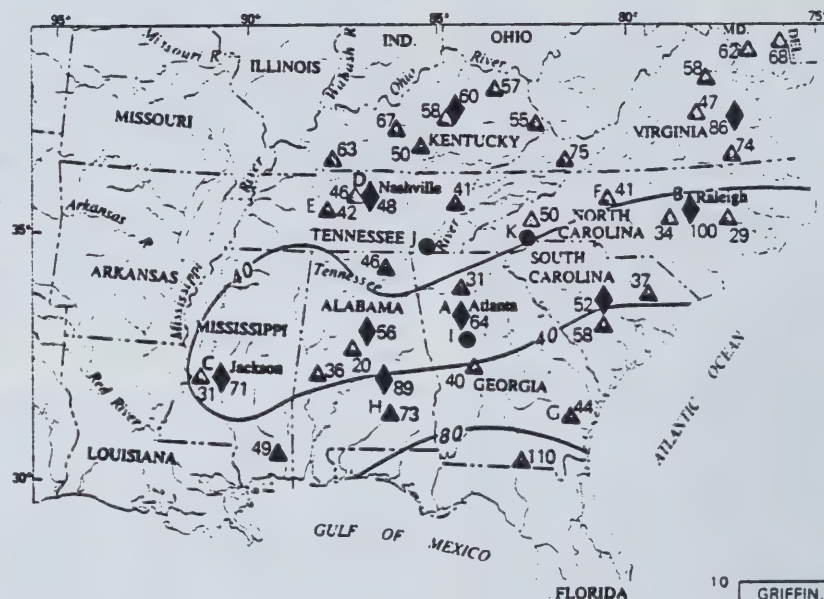 95° 90° 85° 80° 75°
Missouri R.
Wabash R.
IND. OHIO MD. DEL.
62 68
ILLINOIS
Ohio River
57 58
60
58 47
MISSOURI
67 KENTUCKY 55 VIRGINIA 86
50
63 75 74
River
D Nashville
46 48
41 F 41 B Raleigh
E 42
50 NORTH CAROLINA 34 100 29
Arkansas
35°
TENNESSEE J River K
ARKANSAS
40 46 Tennessee
SOUTH CAROLINA
31 37
Mississippi
ALABAMA A Atlanta 52
MISSISSIPPI 56 64
I 40 58
20
C Jackson
31 71 36 89 40 GEORGIA
Red River
H 73 G 44
ATLANTIC OCEAN
LOUISIANA 49 80
110
30°
GULF OF MEXICO
FLORIDA
10 GRIFFIN,